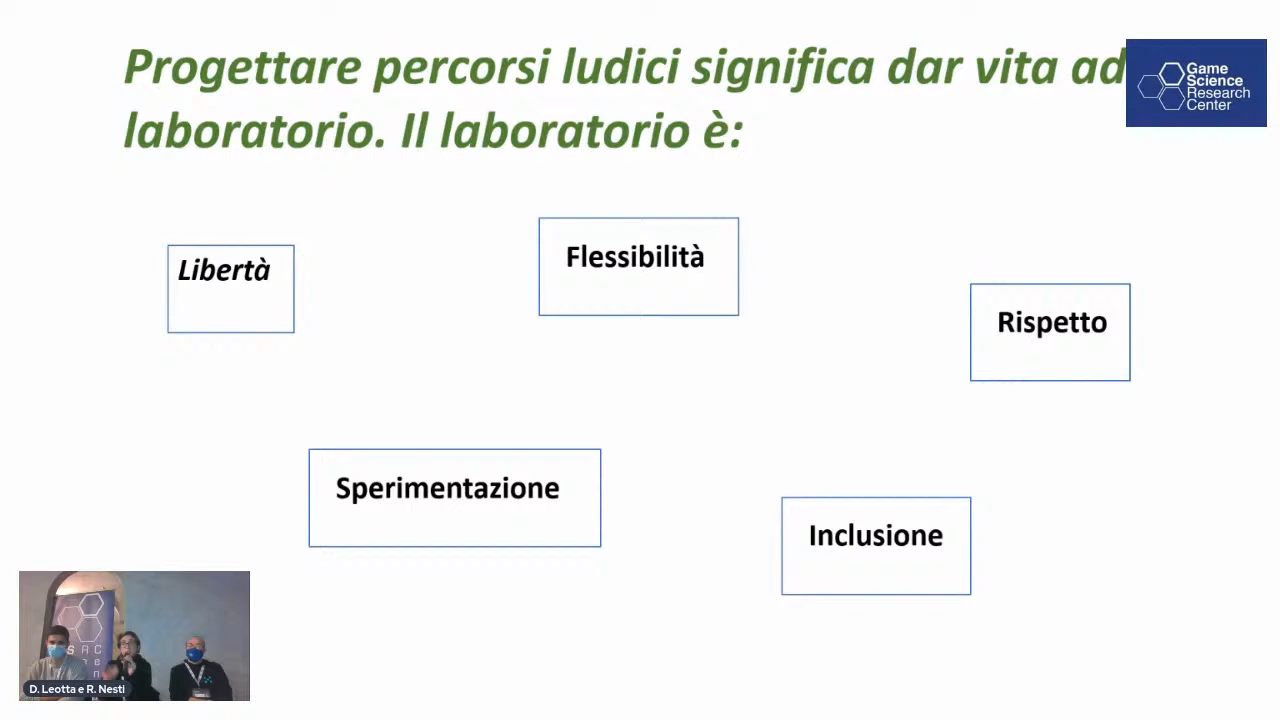 Progettare percorsi ludici significa dar vita ad
laboratorio. Il laboratorio è:
Game
Science
Research
Center
Libertà
Flessibilità
Rispetto
Sperimentazione
Inclusione
D. Leotta e R. Nesti